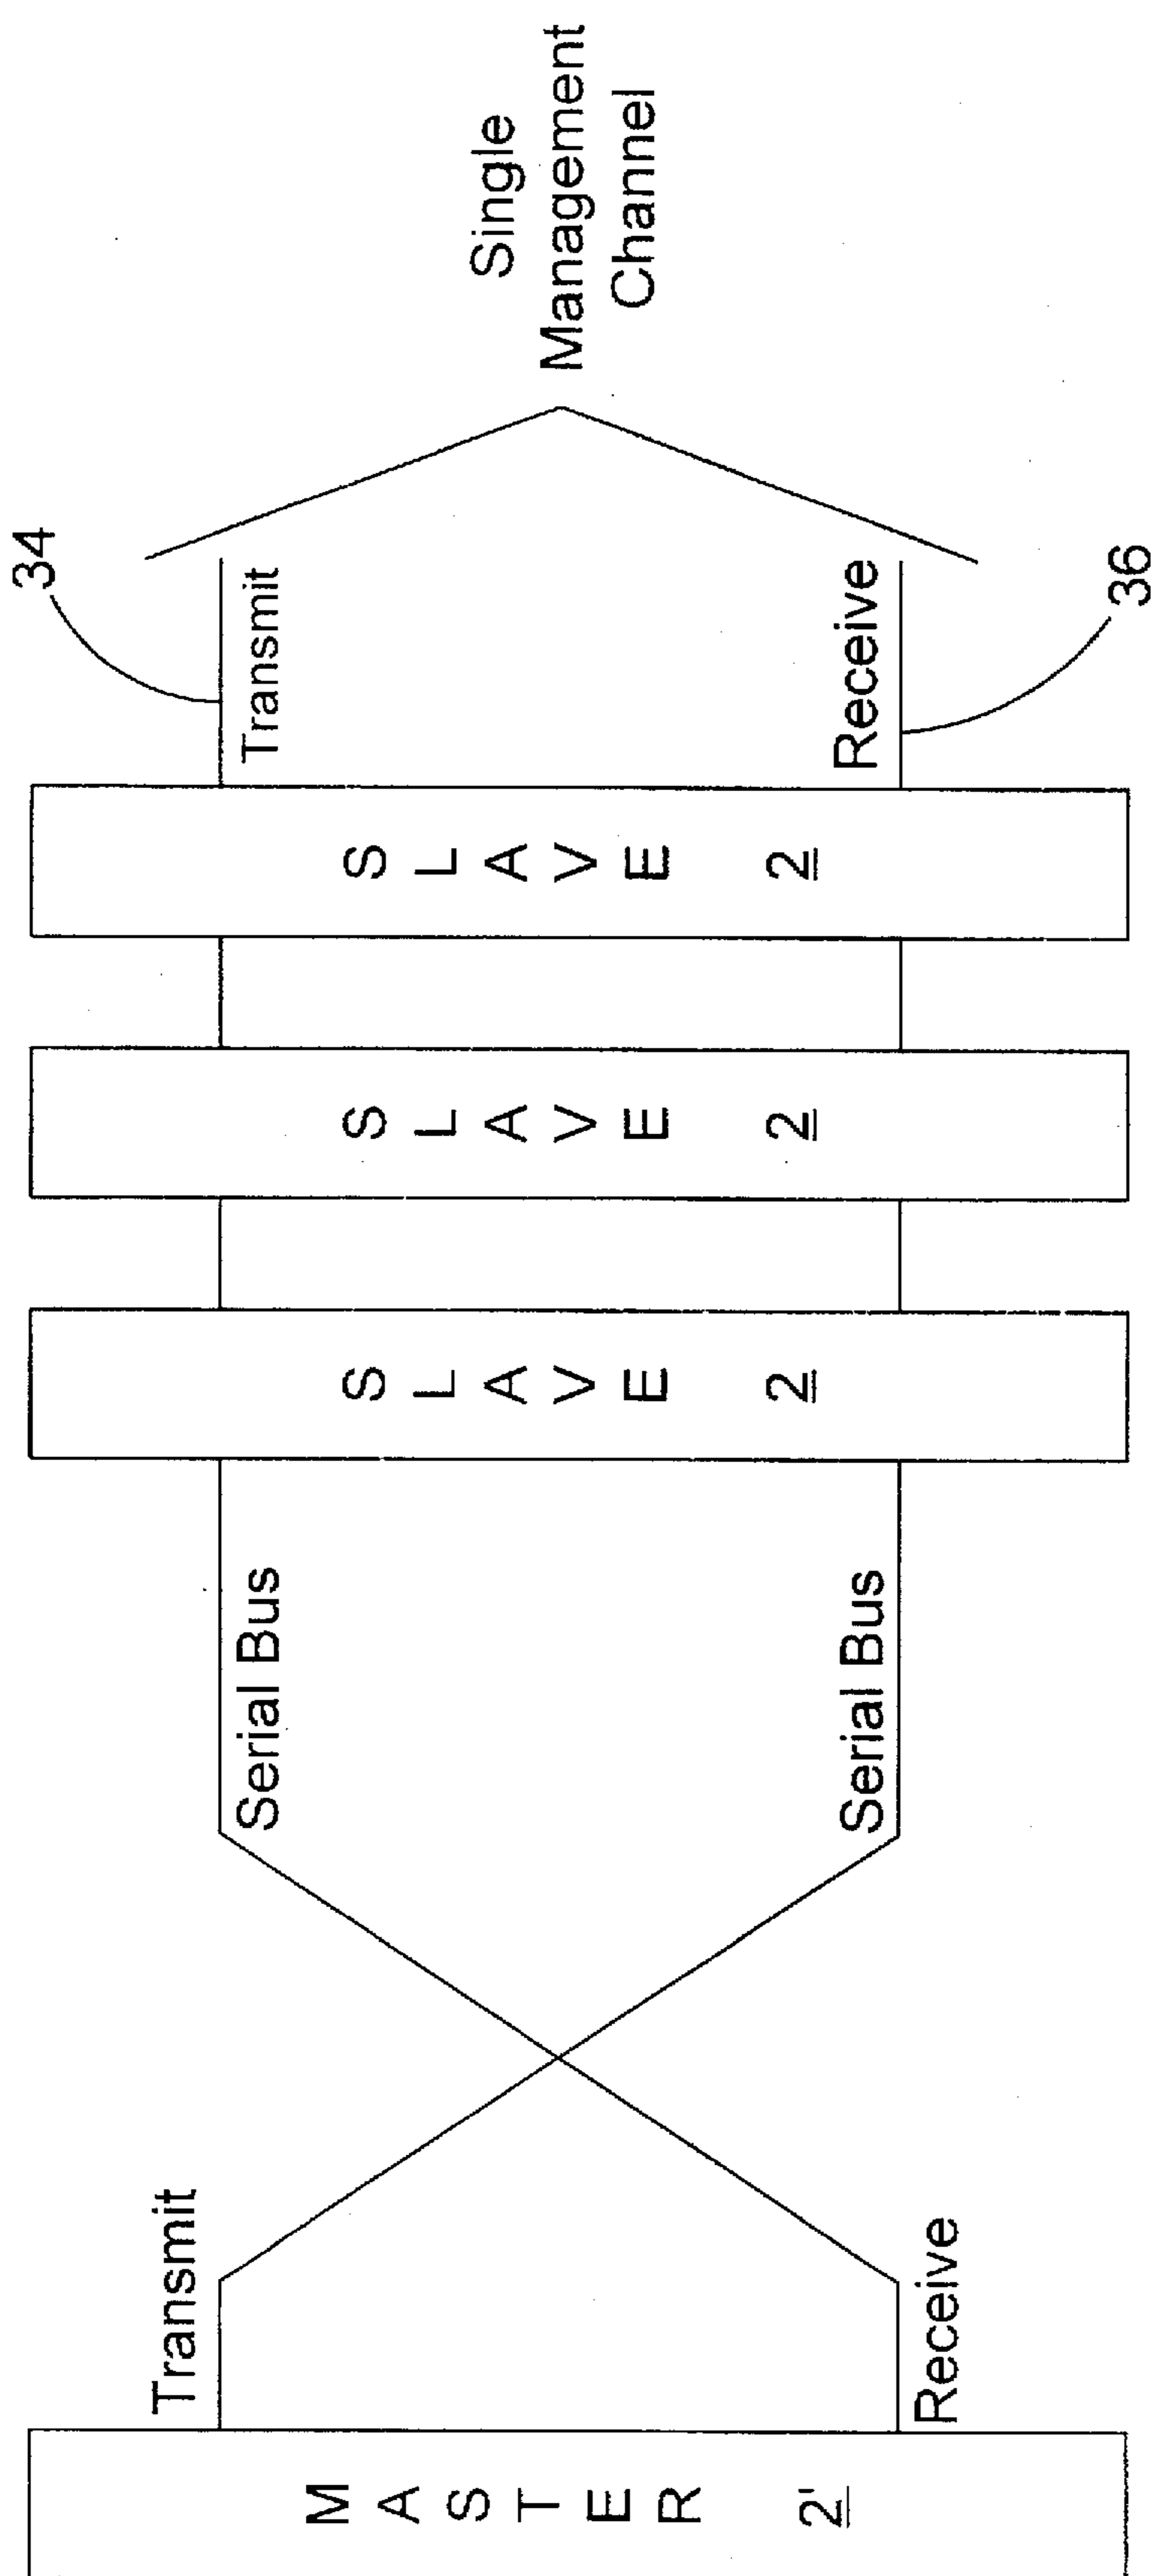 34
Transmit
Transmit
Serial Bus
MASTER 2'
SLAVE 2
SLAVE 2
SLAVE 2
Single
Management
Channel
Receive
Serial Bus
Receive
36